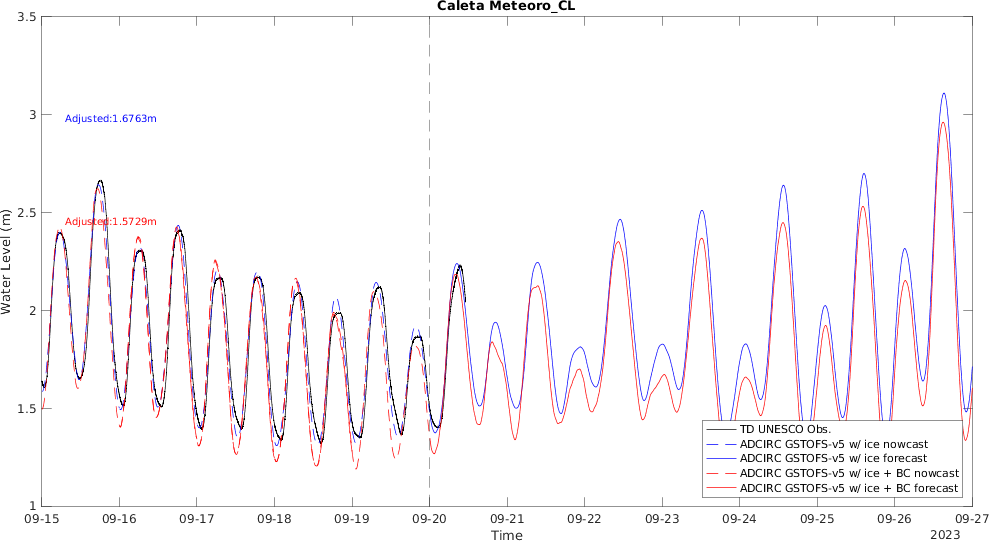 Caleta Meteoro_CL
3.5
3
2.5
2
1.5
1
Water Level (m)
Adjusted:1.6763m
Adjusted:1.5729m
TD UNESCO Obs.
ADCIRC GSTOFS-v5 w/ ice nowcast
ADCIRC GSTOFS-v5 w/ ice forecast
ADCIRC GSTOFS-v5 w/ ice + BC nowcast
ADCIRC GSTOFS-v5 w/ ice + BC forecast
09-15 09-16 09-17 09-18 09-19 09-20 09-21 09-22 09-23 09-24 09-25 09-26 09-27
Time
2023